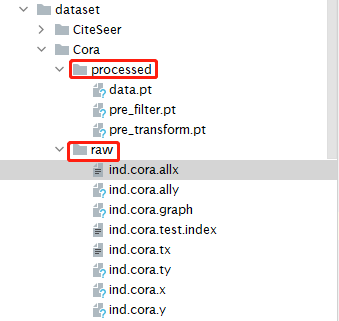 dataset
CiteSeer
Cora
processed
data.pt
pre_filter.pt
pre_transform.pt
raw
ind.cora.allx
ind.cora.ally
ind.cora.graph
ind.cora.test.index
ind.cora.tx
ind.cora.ty
ind.cora.x
ind.cora.y